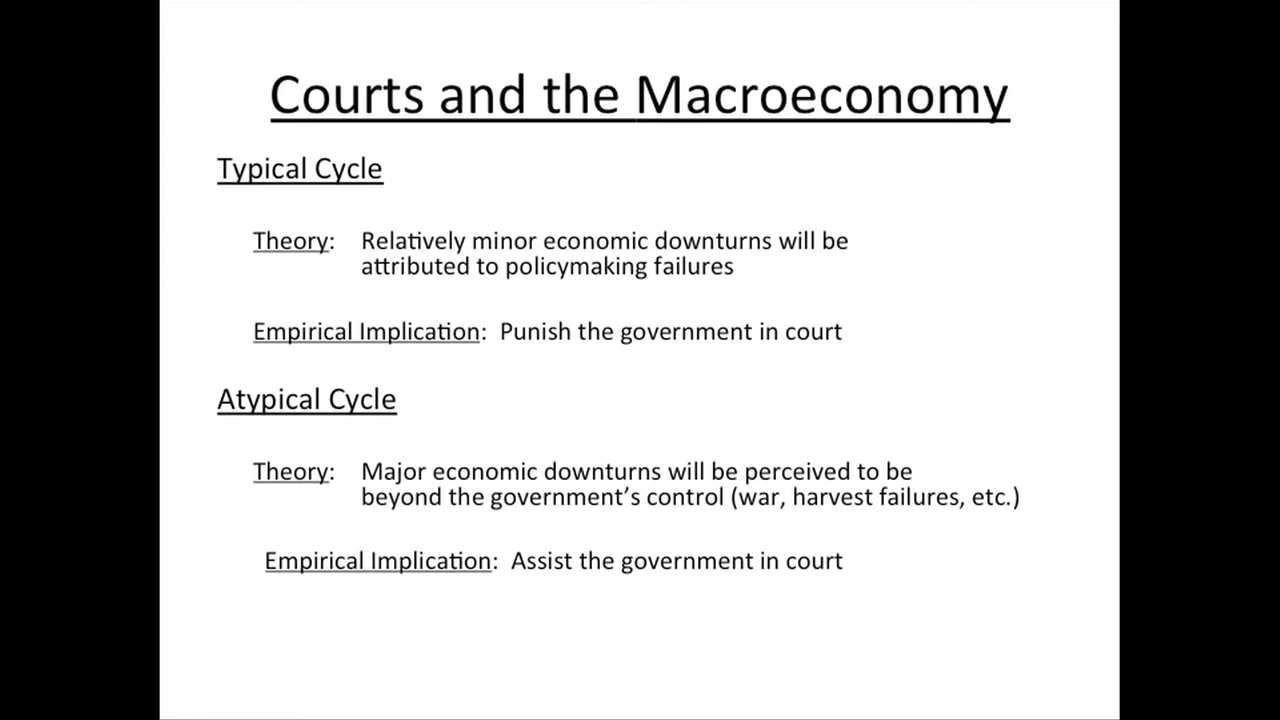 Courts and the Macroeconomy
Typical Cycle
Theory: Relatively minor economic downturns will be
attributed to policymaking failures
Empirical Implication: Punish the government in court
Atypical Cycle
Theory: Major economic downturns will be perceived to be
beyond the government’s control (war, harvest failures, etc.)
Empirical Implication: Assist the government in court